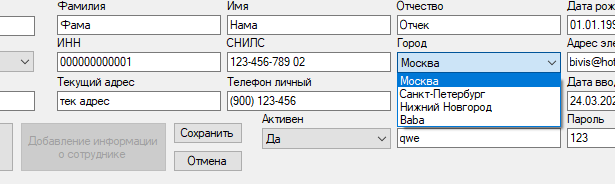 Фамилия Имя Отчество Дата рож
Фама Нама Отчек 01.01.199
ИНН СНИЛС Город Адрес эле
000000000001 123-456-789 02 Москва bivis@hot
Москва
Текущий адрес Телефон личный Санкт-Петербург Дата вво
тек адрес (900) 123-456 Нижний Новгород 24.03.202
Baba
Активен Пароль
Добавление информации
о сотруднике
Сохранить Да qwe 123
Отмена